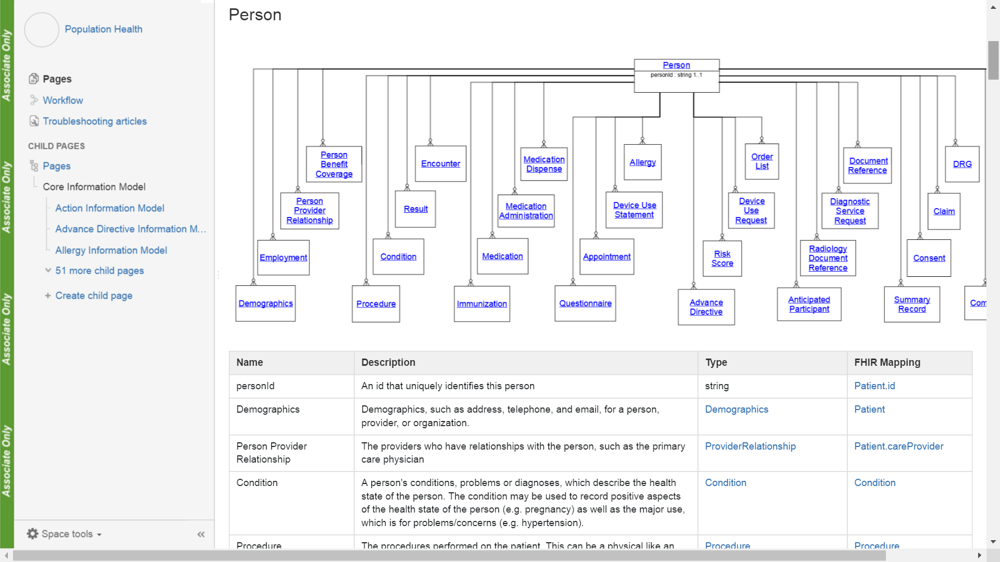 Associate Only
Associate Only
Associate Only
Associate Only
Population Health
Pages
Workflow
Troubleshooting articles
CHILD PAGES
Pages
Core Information Model
Action Information Model
Advance Directive Information M...
Allergy Information Model
51 more child pages
Create child page
Space tools
Person
Person
personId : string 1..1
Person
Benefit
Coverage
Encounter
Medication
Dispense
Allergy
Order
List
Document
Reference
DRG
Person
Provider
Relationship
Result
Medication
Administration
Device Use
Statement
Device
Use
Request
Diagnostic
Service
Request
Claim
Employment
Condition
Medication
Appointment
Risk
Score
Radiology
Document
Reference
Consent
Demographics
Procedure
Immunization
Questionnaire
Advance
Directive
Anticipated
Participant
Summary
Record
Com
Name Description Type FHIR Mapping
personId An id that uniquely identifies this person string Patient.id
Demographics Demographics, such as address, telephone, and email, for a person, Demographics Patient
provider, or organization.
Person Provider The providers who have relationships with the person, such as the primary ProviderRelationship Patient.careProvider
Relationship care physician
Condition A person's conditions, problems or diagnoses, which describe the health Condition Condition
state of the person. The condition may be used to record positive aspects
of the health state of the person (e.g. pregnancy) as well as the major use,
which is for problems/concerns (e.g. hypertension).
Procedure The procedures performed on the patient. This can be a physical like an Procedure Procedure